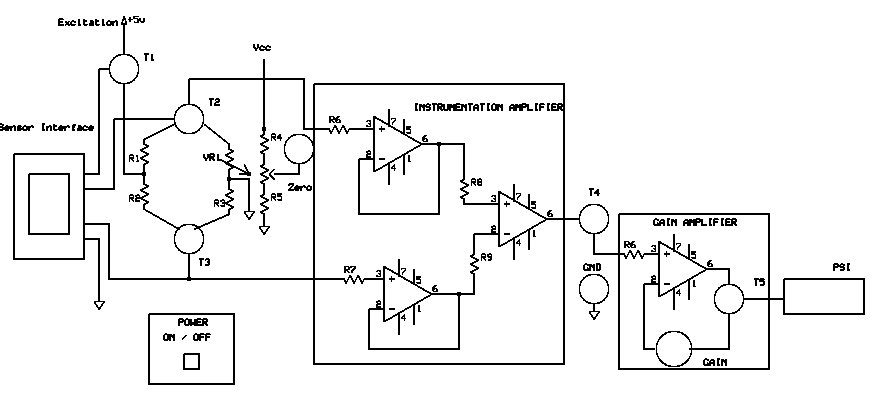 Excitation +5v
T1
Vcc
T2
INSTRUMENTATION AMPLIFIER
Sensor Interface
R6
3
7
5
6
+
-
2
4
1
R4
R1
VR1
Zero
R2
R3
R5
R8
T4
3
7
5
6
+
-
6
4
1
R9
T3
GND
R7
3
7
5
6
+
-
2
4
1
GAIN AMPLIFIER
R6
3
7
5
6
+
-
6
4
1
T5
PSI
GAIN
POWER
ON / OFF